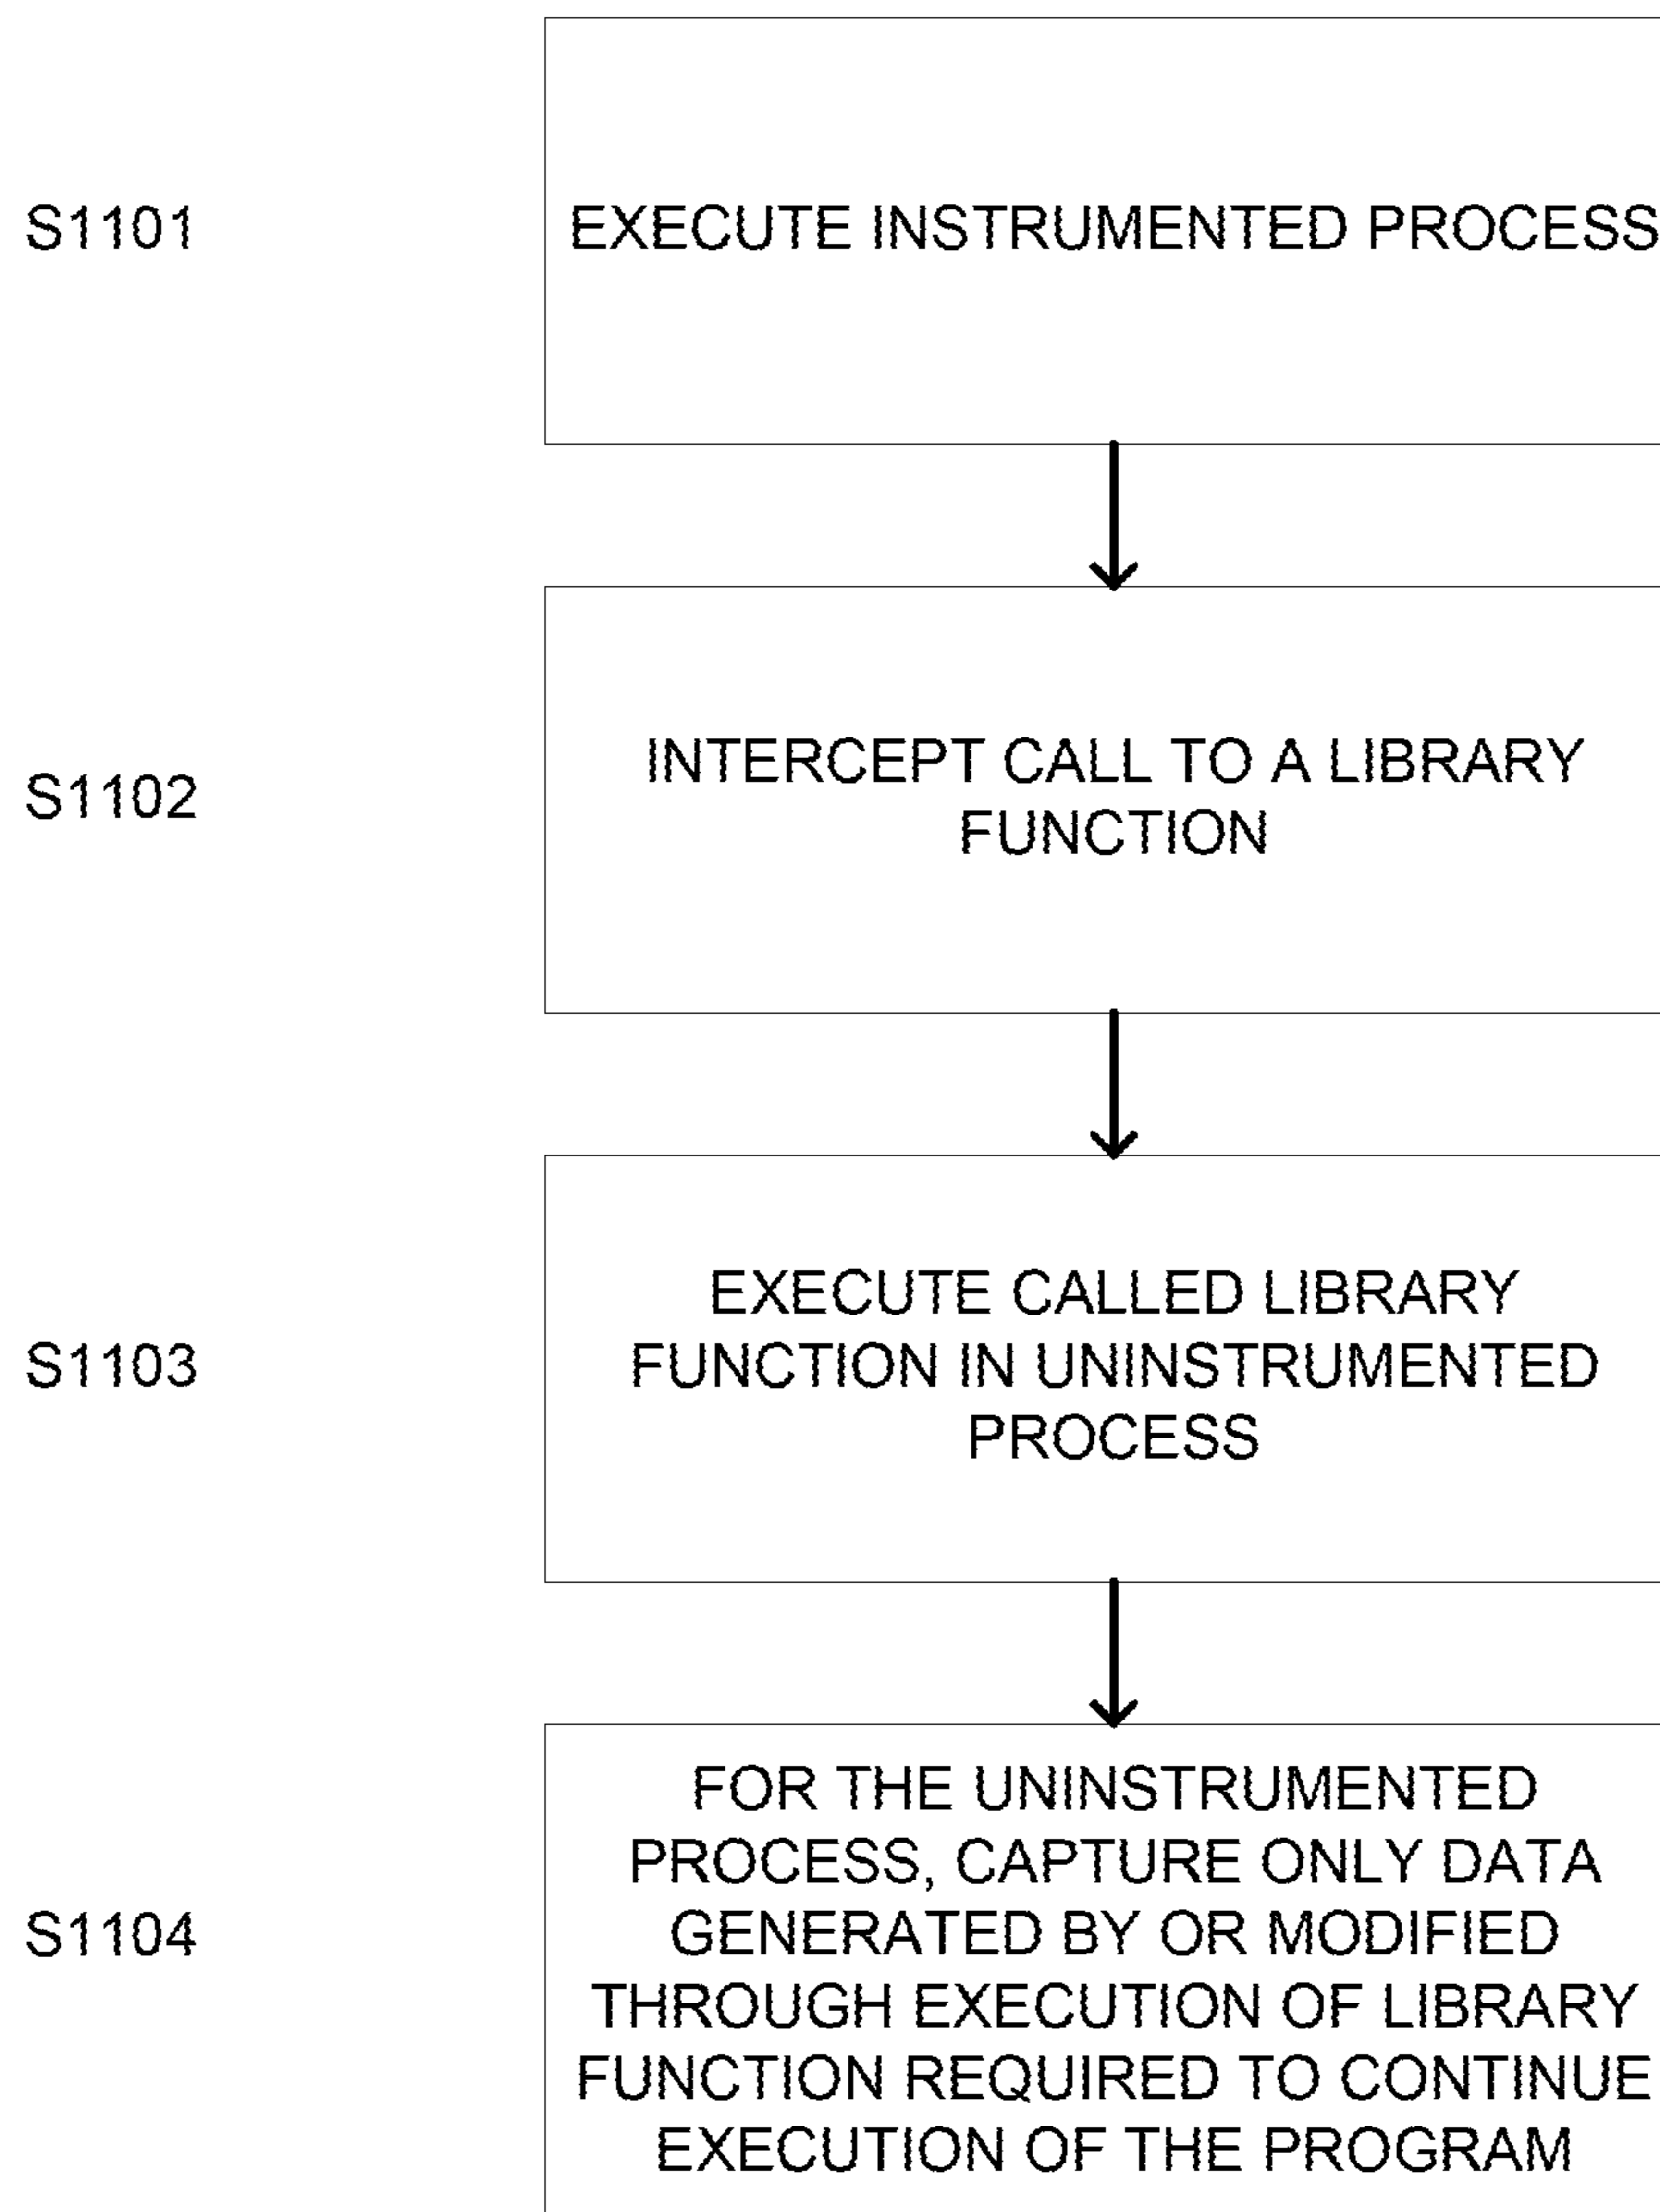 S1101
EXECUTE INSTRUMENTED PROCESS
S1102
INTERCEPT CALL TO A LIBRARY
FUNCTION
S1103
EXECUTE CALLED LIBRARY
FUNCTION IN UNINSTRUMENTED
PROCESS
S1104
FOR THE UNINSTRUMENTED
PROCESS, CAPTURE ONLY DATA
GENERATED BY OR MODIFIED
THROUGH EXECUTION OF LIBRARY
FUNCTION REQUIRED TO CONTINUE
EXECUTION OF THE PROGRAM